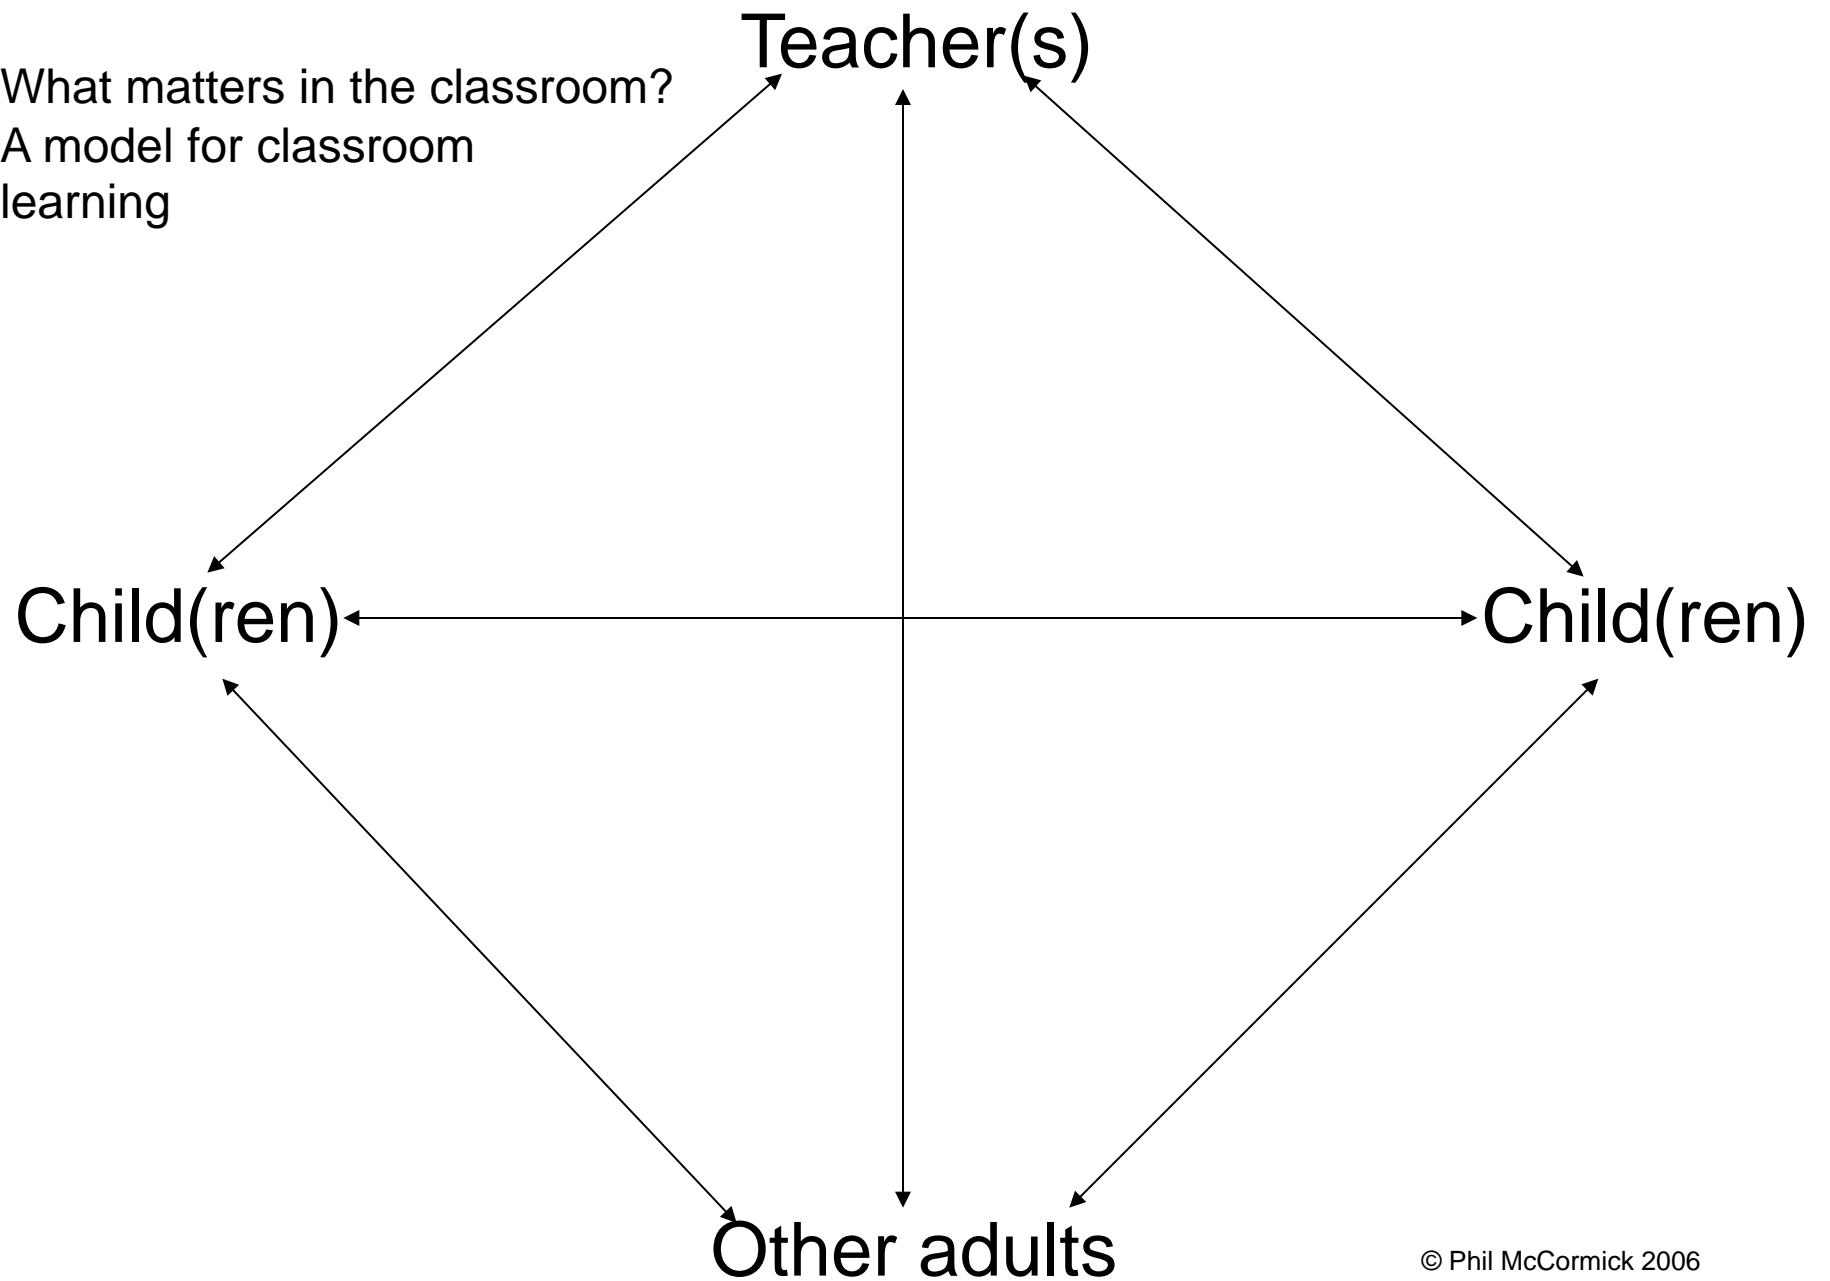 Teacher(s)
What matters in the classroom?
A model for classroom
learning
Child(ren)
Child(ren)
Other adults
© Phil McCormick 2006